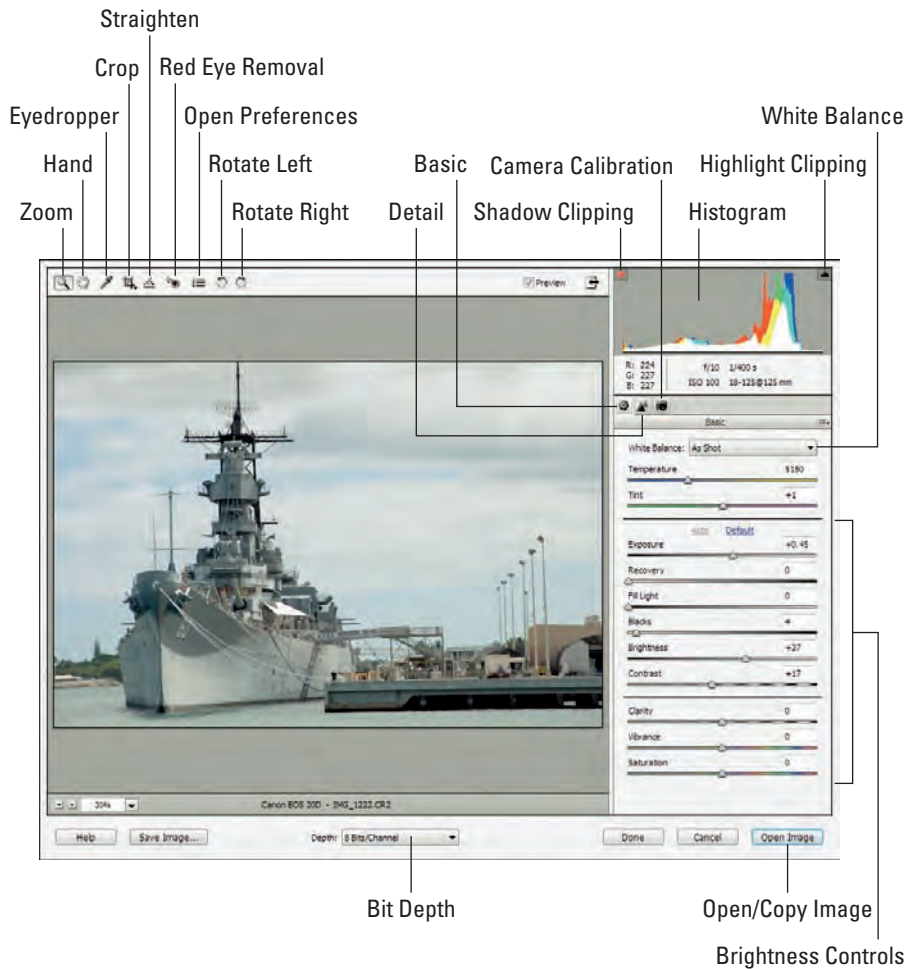 Straighten
Crop Red Eye Removal
Eyedropper Open Preferences White Balance
Hand Rotate Left Basic Camera Calibration Highlight Clipping
Zoom Rotate Right Detail Shadow Clipping Histogram
Preview
R: 224
G: 227
B: 227
f/10 1/400 s
ISO 100 18-125@125 mm
Basic
White Balance: As Shot
Temperature 5150
Tint +1
Auto Default
Exposure +0.45
Recovery 0
Fill Light 0
Blacks 4
Brightness +27
Contrast +17
Clarity 0
Vibrance 0
Saturation 0
20% Canon EOS 20D - IMG_1222.CR2
Help Save Image... Depth: 8 Bits/Channel Done Cancel Open Image
Bit Depth Open/Copy Image
Brightness Controls